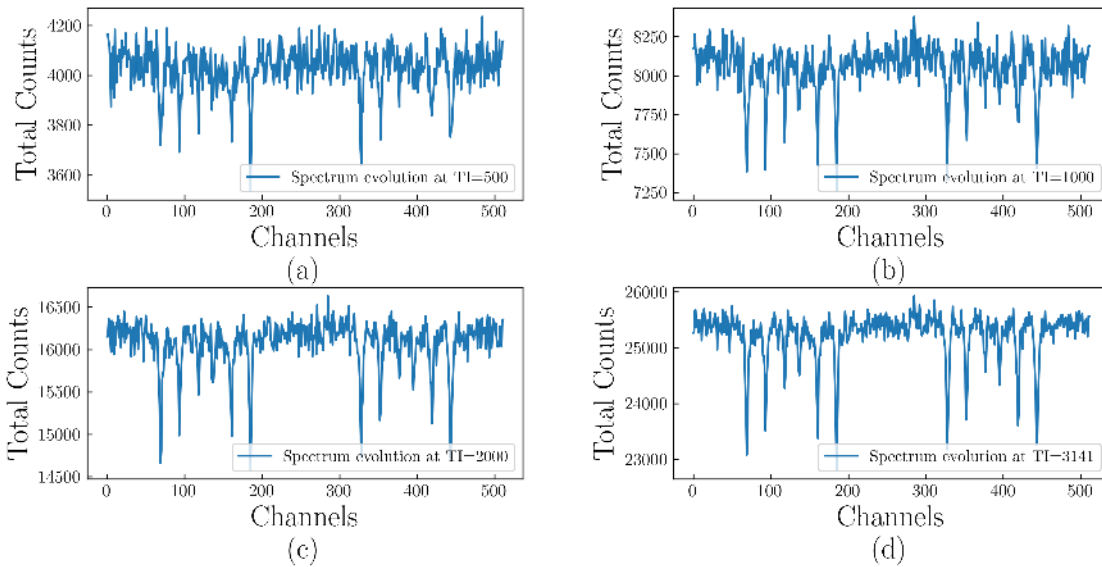 4200
4000
3800
3600
Total Counts
Spectrum evolution at TI=500
0 100 200 300 400 500
Channels
(a)
8250
8000
7750
7500
7250
Total Counts
Spectrum evolution at TI=1000
0 100 200 300 400 500
Channels
(b)
16500
16000
15500
15000
14500
Total Counts
Spectrum evolution at TI=2000
0 100 200 300 400 500
Channels
(c)
26000
25000
24000
23000
Total Counts
Spectrum evolution at TI=3141
0 100 200 300 400 500
Channels
(d)